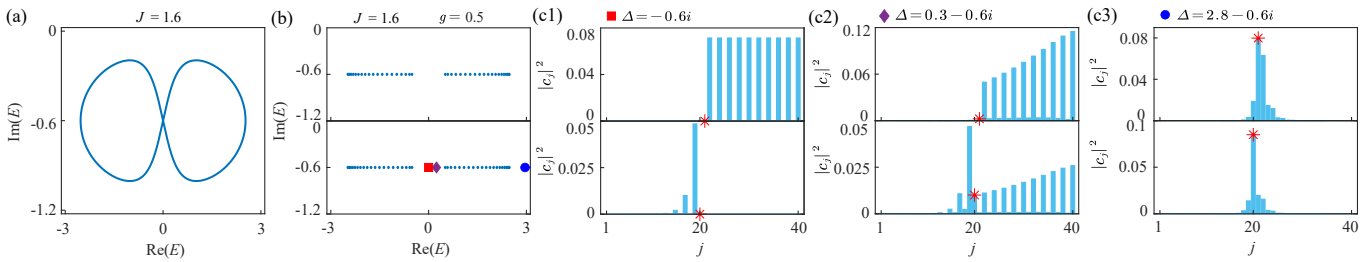 (a)
J = 1.6
0
-0.6
-1.2
Im(E)
-3
0
3
Re(E)
(b)
J = 1.6 g = 0.5
0
-0.6
-1.2
0
-0.6
-1.2
Im(E)
-3
0
3
Re(E)
(c1)
Δ = −0.6i
0.08
0.04
0
|c_j|²
0.05
0.025
0
|c_j|²
1
20
40
j
(c2)
Δ = 0.3 − 0.6i
0.12
0.06
0
|c_j|²
0.05
0.025
0
|c_j|²
1
20
40
j
(c3)
Δ = 2.8 − 0.6i
0.08
0.04
0
|c_j|²
0.1
0.05
0
|c_j|²
1
20
40
j